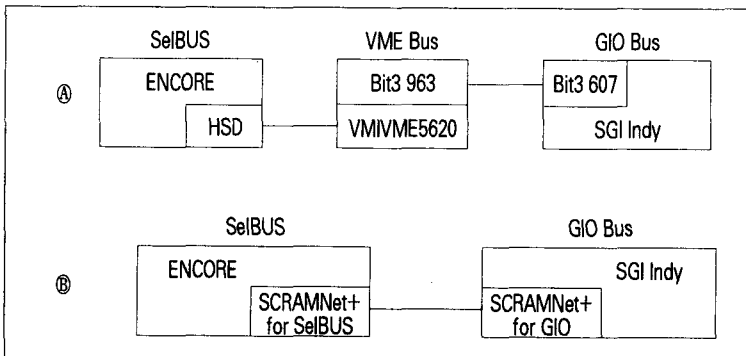 SelBUS VME Bus GIO Bus
Ⓐ ENCORE Bit3 963 Bit3 607
HSD VMIVME5620 SGI Indy
SelBUS GIO Bus
Ⓑ ENCORE SGI Indy
SCRAMNet+ SCRAMNet+
for SelBUS for GIO